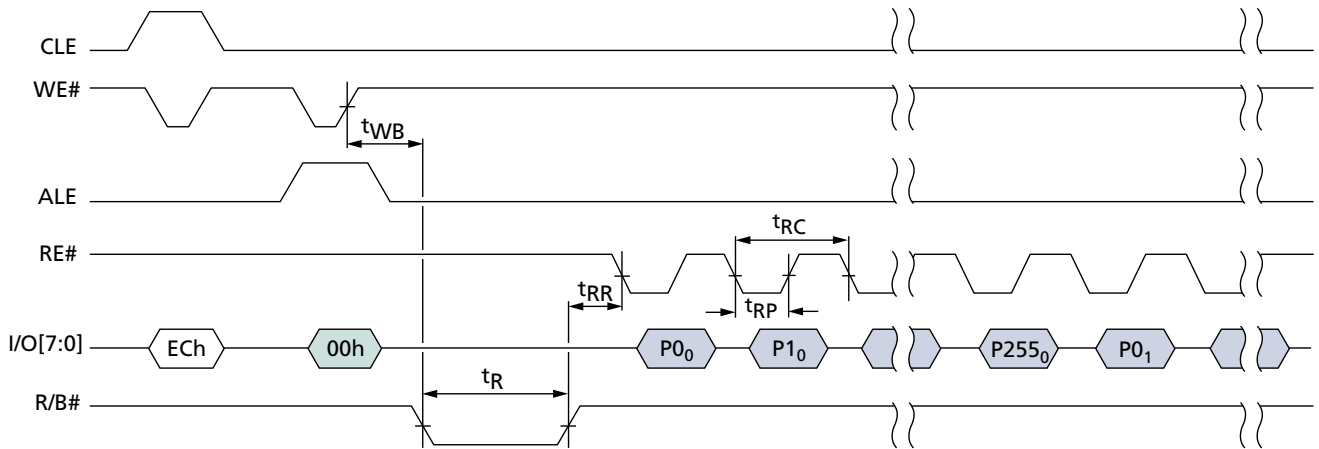 CLE
WE#
tWB
ALE
tRC
RE#
tRR
tRP
I/O[7:0]
ECh
00h
P0₀
P1₀
P255₀
P0₁
tR
R/B#